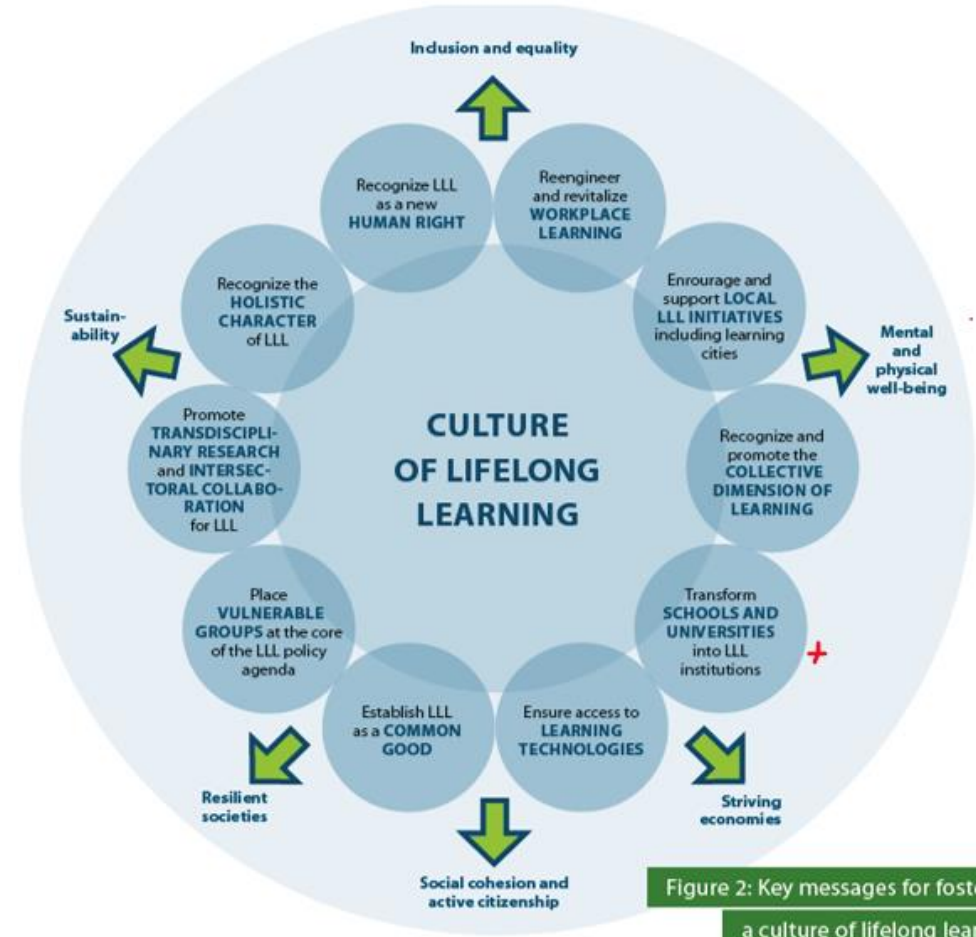 Inclusion and equality
Recognize LLL
as a new
HUMAN RIGHT
Reengineer
and revitalize
WORKPLACE
LEARNING
Recognize the
HOLISTIC
CHARACTER
of LLL
Enrourage and
support LOCAL
LLL INITIATIVES
including learning
cities
Sustain-
ability
Mental
and
physical
well-being
Promote
TRANSDISCIPLI-
NARY RESEARCH
and INTERSEC-
TORAL COLLABO-
RATION
for LLL
CULTURE
OF LIFELONG
LEARNING
Recognize and
promote the
COLLECTIVE
DIMENSION OF
LEARNING
Place
VULNERABLE
GROUPS at the core
of the LLL policy
agenda
Transform
SCHOOLS AND
UNIVERSITIES
into LLL
institutions
+
Establish LLL
as a COMMON
GOOD
Ensure access to
LEARNING
TECHNOLOGIES
Resilient
societies
Striving
economies
Social cohesion and
active citizenship
Figure 2: Key messages for foste
a culture of lifelong lear